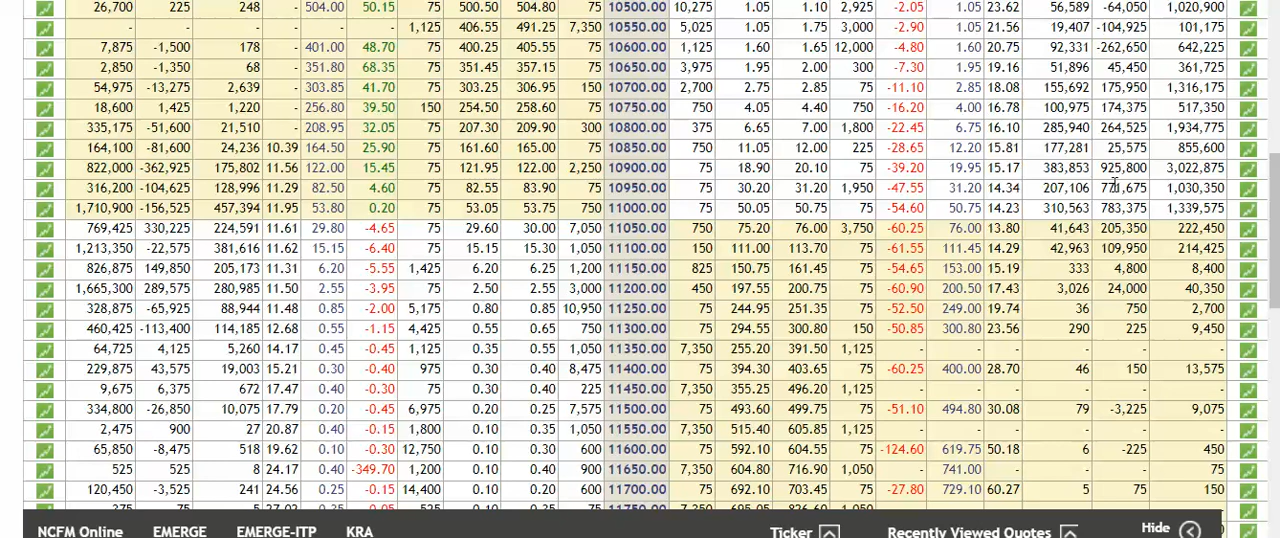 26,700 225 248 - 504.00 50.15 75 500.50 504.80 75 10500.00 10,275 1.05 1.10 2,925 -2.05 1.05 23.62 56,589 -64,050 1,020,900
- - - - - - 1,125 406.55 491.25 7,350 10550.00 5,025 1.05 1.75 3,000 -2.90 1.05 21.56 19,407 -104,925 101,175
7,875 -1,500 178 - 401.00 48.70 75 400.25 405.55 75 10600.00 1,125 1.60 1.65 12,000 -4.80 1.60 20.75 92,331 -262,650 642,225
2,850 -1,350 68 - 351.80 68.35 75 351.45 357.15 75 10650.00 3,975 1.95 2.00 300 -7.30 1.95 19.16 51,896 45,450 361,725
54,975 -13,275 2,639 - 303.85 41.70 75 303.25 306.95 150 10700.00 2,700 2.75 2.85 75 -11.10 2.85 18.08 155,692 175,950 1,316,175
18,600 1,425 1,220 - 256.80 39.50 150 254.50 258.60 75 10750.00 750 4.05 4.40 750 -16.20 4.00 16.78 100,975 174,375 517,350
335,175 -51,600 21,510 - 208.95 32.05 75 207.30 209.90 300 10800.00 375 6.65 7.00 1,800 -22.45 6.75 16.10 285,940 264,525 1,934,775
164,100 -81,600 24,236 10.39 164.50 25.90 75 161.60 165.00 75 10850.00 750 11.05 12.00 225 -28.65 12.20 15.81 177,281 25,575 855,600
822,000 -362,925 175,802 11.56 122.00 15.45 75 121.95 122.00 2,250 10900.00 75 18.90 20.10 75 -39.20 19.95 15.17 383,853 925,800 3,022,875
316,200 -104,625 128,996 11.29 82.50 4.60 75 82.55 83.90 75 10950.00 75 30.20 31.20 1,950 -47.55 31.20 14.34 207,106 771,675 1,030,350
1,710,900 -156,525 457,394 11.95 53.80 0.20 75 53.05 53.75 750 11000.00 75 50.05 50.75 75 -54.60 50.75 14.23 310,563 783,375 1,339,575
769,425 330,225 224,591 11.61 29.80 -4.65 75 29.60 30.00 7,050 11050.00 750 75.20 76.00 3,750 -60.25 76.00 13.80 41,643 205,350 222,450
1,213,350 -22,575 381,616 11.62 15.15 -6.40 75 15.15 15.30 1,050 11100.00 150 111.00 113.70 75 -61.55 111.45 14.29 42,963 109,950 214,425
826,875 149,850 205,173 11.31 6.20 -5.55 1,425 6.20 6.25 1,200 11150.00 825 150.75 161.45 75 -54.65 153.00 15.19 333 4,800 8,400
1,665,300 289,575 280,985 11.50 2.55 -3.95 75 2.50 2.55 3,000 11200.00 450 197.55 200.75 75 -60.90 200.50 17.43 3,026 24,000 40,350
328,875 -65,925 88,944 11.48 0.85 -2.00 5,175 0.80 0.85 10,950 11250.00 75 244.95 251.35 75 -52.50 249.00 19.74 36 750 2,700
460,425 -113,400 114,185 12.68 0.55 -1.15 4,425 0.55 0.65 750 11300.00 75 294.55 300.80 150 -50.85 300.80 23.56 290 225 9,450
64,725 4,125 5,260 14.17 0.45 -0.45 1,125 0.35 0.55 1,050 11350.00 7,350 255.20 391.50 1,125 - - - - - -
229,875 43,575 19,003 15.21 0.30 -0.40 975 0.30 0.40 8,475 11400.00 75 394.30 403.65 75 -60.25 400.00 28.70 46 150 13,575
9,675 6,375 672 17.47 0.40 -0.40 75 0.30 0.40 225 11450.00 7,350 355.25 496.20 1,125 - - - - - -
334,800 -26,850 10,075 17.79 0.20 -0.45 6,975 0.20 0.25 7,575 11500.00 75 493.60 499.75 75 -51.10 494.80 30.08 79 -3,225 9,075
2,475 900 27 20.87 0.40 -0.15 1,800 0.10 0.35 1,050 11550.00 7,350 515.40 605.85 1,125 - - - - - -
65,850 -8,475 518 19.62 0.10 -0.30 12,750 0.10 0.30 600 11600.00 75 592.10 604.55 75 -124.60 619.75 50.18 6 -225 450
525 525 8 24.17 0.40 -349.70 1,200 0.10 0.40 900 11650.00 7,350 604.80 716.90 1,050 - 741.00 - - - 75
120,450 -3,525 241 24.56 0.25 -0.15 14,400 0.10 0.20 600 11700.00 75 692.10 703.45 75 -27.80 729.10 60.27 5 75 150
NCFM Online EMERGE EMERGE-ITP KRA Ticker Recently Viewed Quotes Hide